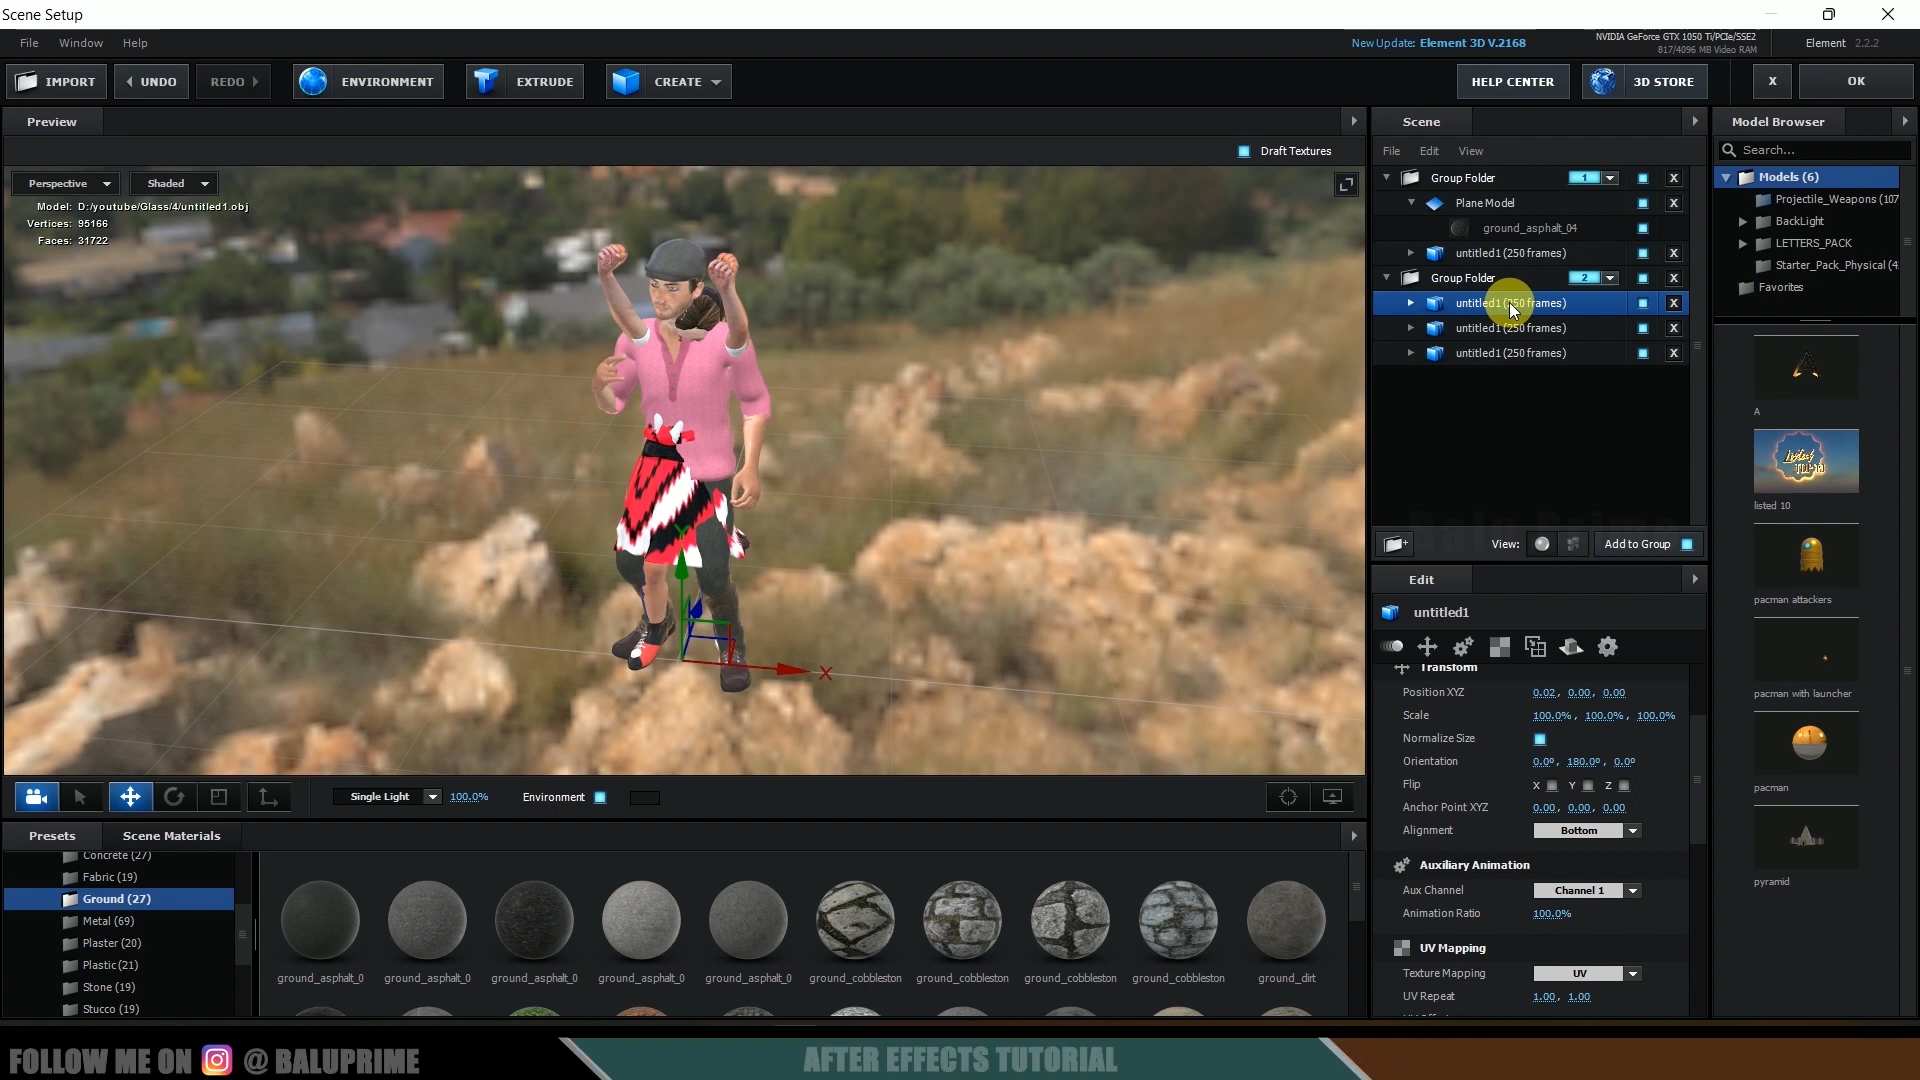 Scene Setup
File Window Help
New Update: Element 3D V.2168
NVIDIA GeForce GTX 1050 Ti/PCIe/SSE2
817/4096 MB Video RAM
Element 2.2.2
IMPORT UNDO REDO ENVIRONMENT EXTRUDE CREATE HELP CENTER 3D STORE X OK
Preview
Draft Textures
Perspective Shaded
Model: D:/youtube/Glass/4/untitled1.obj
Vertices: 95166
Faces: 31722
Y
X
Single Light 100.0% Environment
Presets Scene Materials
Concrete (27)
Fabric (19)
Ground (27)
Metal (69)
Plaster (20)
Plastic (21)
Stone (19)
Stucco (19)
ground_asphalt_0 ground_asphalt_0 ground_asphalt_0 ground_asphalt_0 ground_asphalt_0 ground_cobbleston ground_cobbleston ground_cobbleston ground_cobbleston ground_dirt
Scene
File Edit View
Group Folder 1 X
Plane Model X
ground_asphalt_04
untitled1 (250 frames) X
Group Folder 2 X
untitled1 (250 frames) X
untitled1 (250 frames) X
untitled1 (250 frames) X
View: Add to Group
Edit
untitled1
Transform
Position XYZ 0.02, 0.00, 0.00
Scale 100.0%, 100.0%, 100.0%
Normalize Size
Orientation 0.0º, 180.0º, 0.0º
Flip X Y Z
Anchor Point XYZ 0.00, 0.00, 0.00
Alignment Bottom
Auxiliary Animation
Aux Channel Channel 1
Animation Ratio 100.0%
UV Mapping
Texture Mapping UV
UV Repeat 1.00, 1.00
Model Browser
Search...
Models (6)
Projectile_Weapons (107
BackLight
LETTERS_PACK
Starter_Pack_Physical (4
Favorites
A
listed 10
pacman attackers
pacman with launcher
pacman
pyramid
FOLLOW ME ON @ BALUPRIME
AFTER EFFECTS TUTORIAL